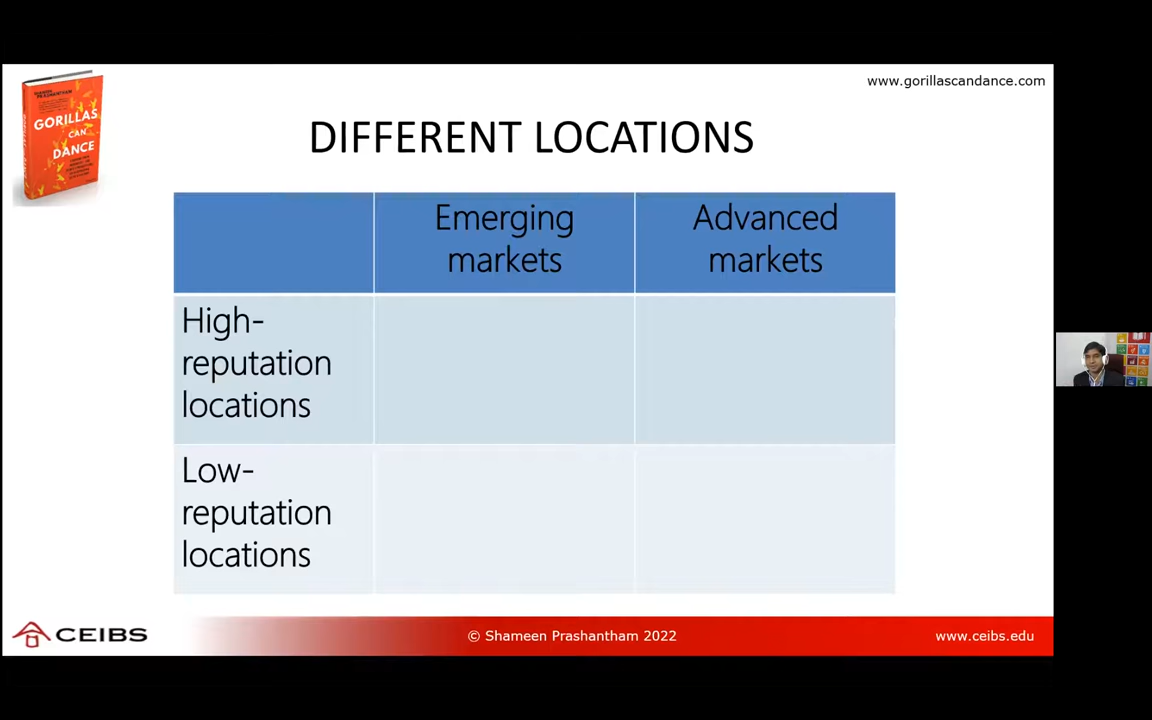 www.gorillascandance.com
GORILLAS
CAN
DANCE
DIFFERENT LOCATIONS
Emerging
markets
Advanced
markets
High-
reputation
locations
Low-
reputation
locations
CEIBS
© Shameen Prashantham 2022
www.ceibs.edu